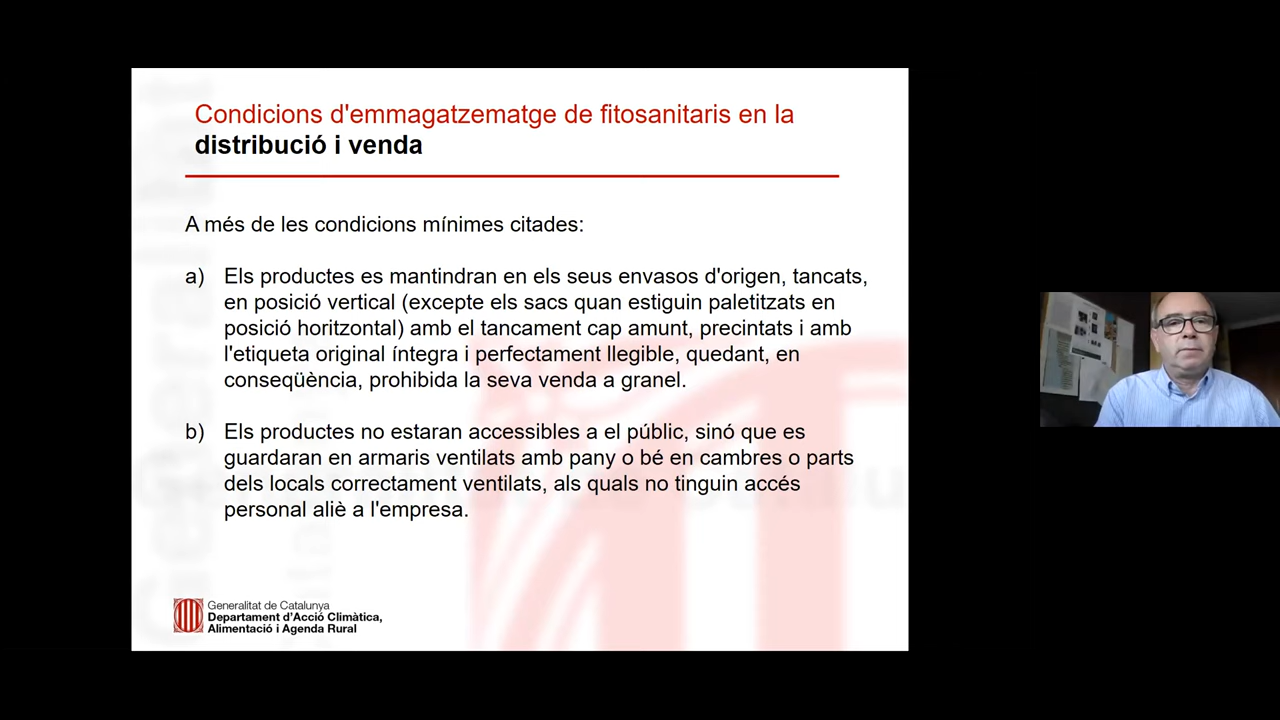 Condicions d'emmagatzematge de fitosanitaris en la
distribució i venda
A més de les condicions mínimes citades:
a) Els productes es mantindran en els seus envasos d'origen, tancats,
en posició vertical (excepte els sacs quan estiguin paletitzats en
posició horitzontal) amb el tancament cap amunt, precintats i amb
l'etiqueta original íntegra i perfectament llegible, quedant, en
conseqüència, prohibida la seva venda a granel.
b) Els productes no estaran accessibles a el públic, sinó que es
guardaran en armaris ventilats amb pany o bé en cambres o parts
dels locals correctament ventilats, als quals no tinguin accés
personal aliè a l'empresa.
Generalitat de Catalunya
Departament d'Acció Climàtica,
Alimentació i Agenda Rural